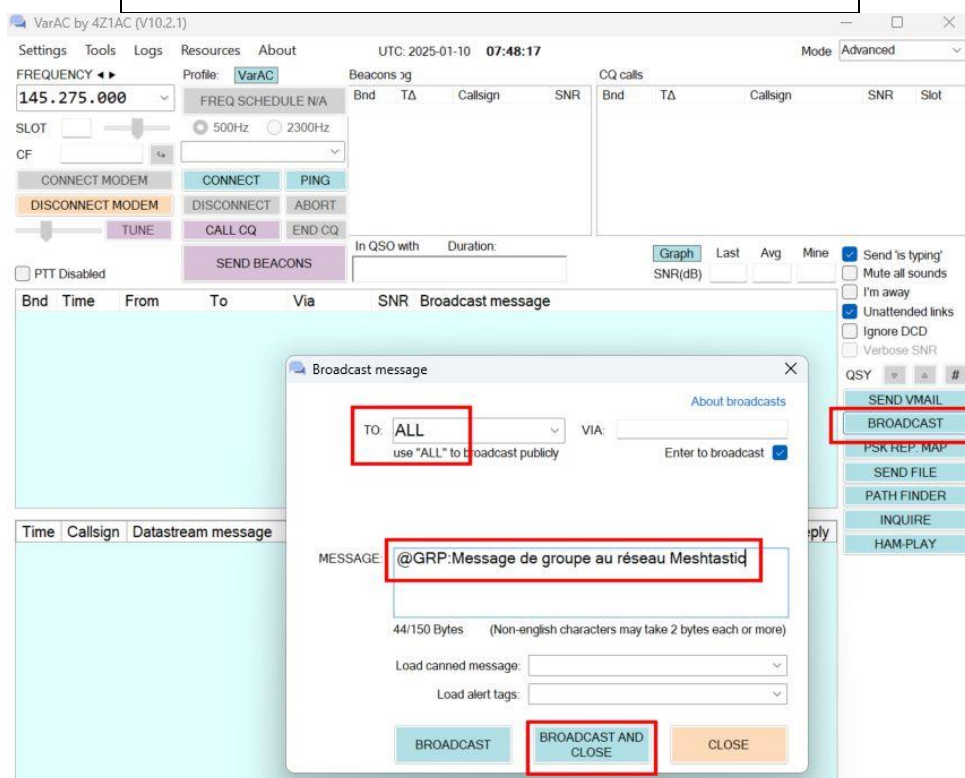 VarAC by 4Z1AC (V10.2.1)
Settings Tools Logs Resources About UTC: 2025-01-10 07:48:17 Mode Advanced
FREQUENCY ◄ ► Profile: VarAC Beacons CQ calls
145.275.000 FREQ SCHEDULE N/A Bnd TΔ Callsign SNR Bnd TΔ Callsign SNR Slot
SLOT 500Hz 2300Hz
CF
CONNECT MODEM CONNECT PING
DISCONNECT MODEM DISCONNECT ABORT
TUNE CALL CQ END CQ
In QSO with Duration: Graph Last Avg Mine Send 'is typing'
SEND BEACONS SNR(dB) Mute all sounds
PTT Disabled
I'm away
Bnd Time From To Via SNR Broadcast message
Unattended links
Ignore DCD
Verbose SNR
QSY #
SEND VMAIL
BROADCAST
PSK REP. MAP
SEND FILE
PATH FINDER
INQUIRE
HAM-PLAY
Broadcast message
About broadcasts
TO: ALL VIA:
use "ALL" to broadcast publicly Enter to broadcast
Time Callsign Datastream message
MESSAGE: @GRP:Message de groupe au réseau Meshtastic
44/150 Bytes (Non-english characters may take 2 bytes each or more)
Load canned message:
Load alert tags:
BROADCAST BROADCAST AND CLOSE CLOSE